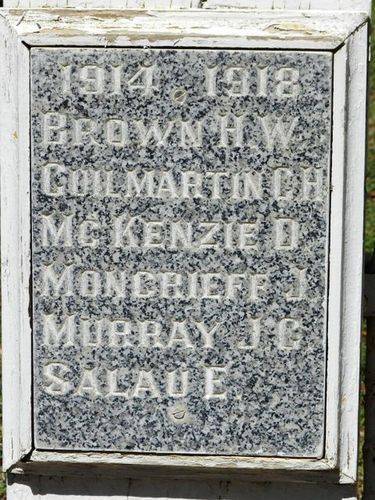 1914 . 1918
BROWN H.W.
GUILMARTIN C H
MCKENZIE D
MONCRIEFF J
MURRAY J.C.
SALAU E.